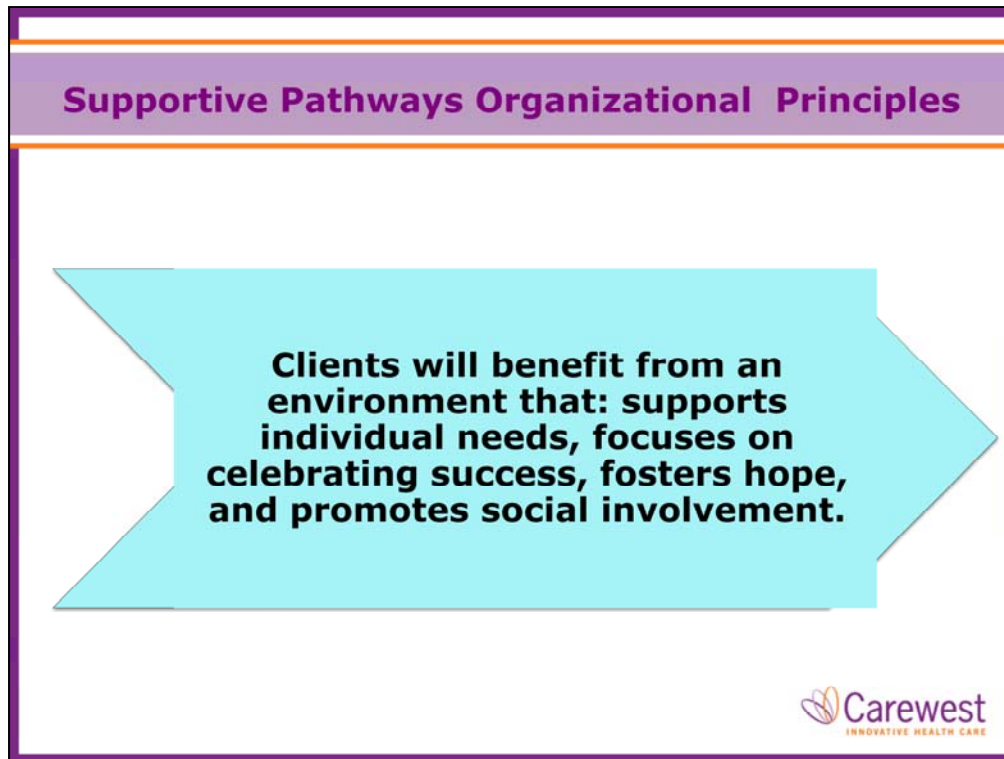 Supportive Pathways Organizational  Principles
Clients will benefit from an
environment that: supports
individual needs, focuses on
celebrating success, fosters hope,
and promotes social involvement.
Carewest
INNOVATIVE HEALTH CARE